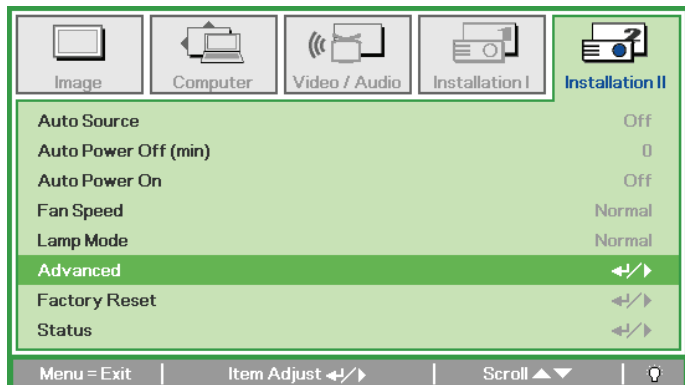 Image Computer Video / Audio Installation I Installation II
Auto Source Off
Auto Power Off (min) 0
Auto Power On Off
Fan Speed Normal
Lamp Mode Normal
Advanced
Factory Reset
Status
Menu = Exit Item Adjust Scroll